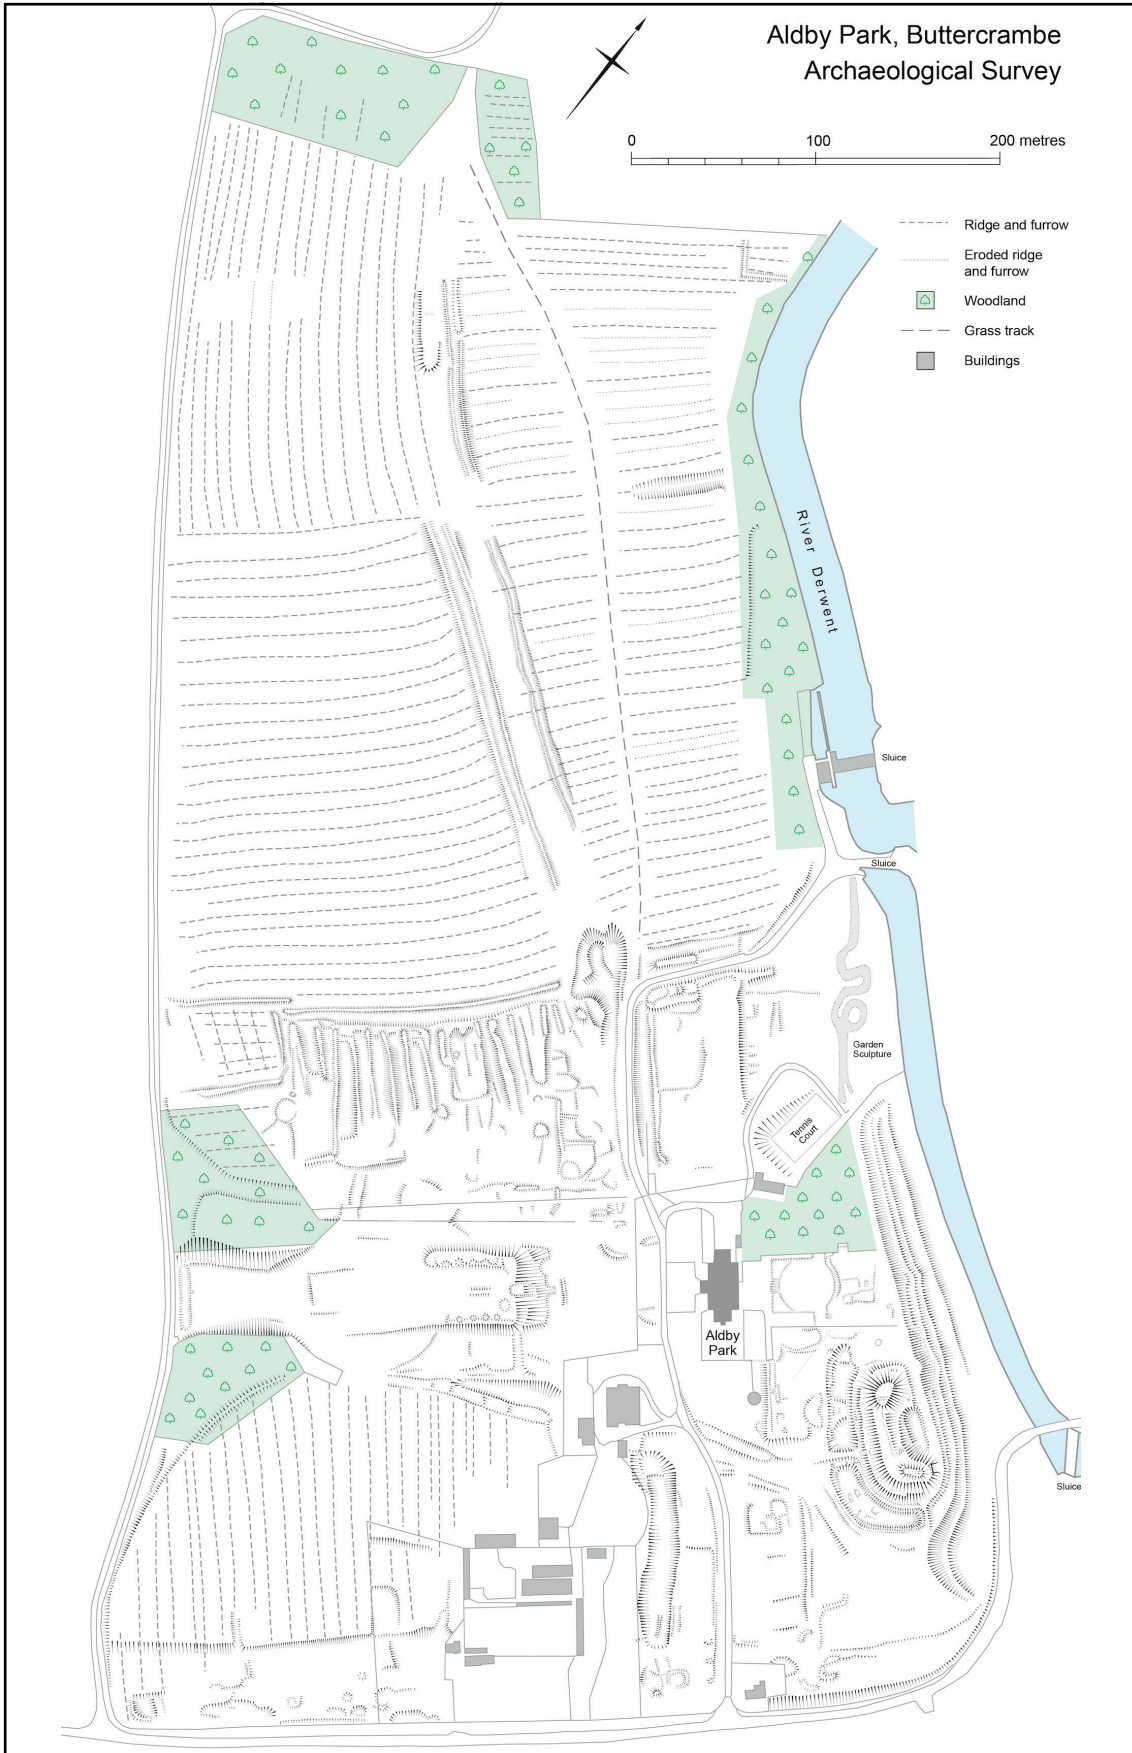 Aldby Park, Buttercrambe
Archaeological Survey
0 100 200 metres
Ridge and furrow
Eroded ridge
and furrow
Woodland
Grass track
Buildings
River Derwent
Sluice
Sluice
Garden
Sculpture
Tennis
Court
Aldby
Park
Sluice